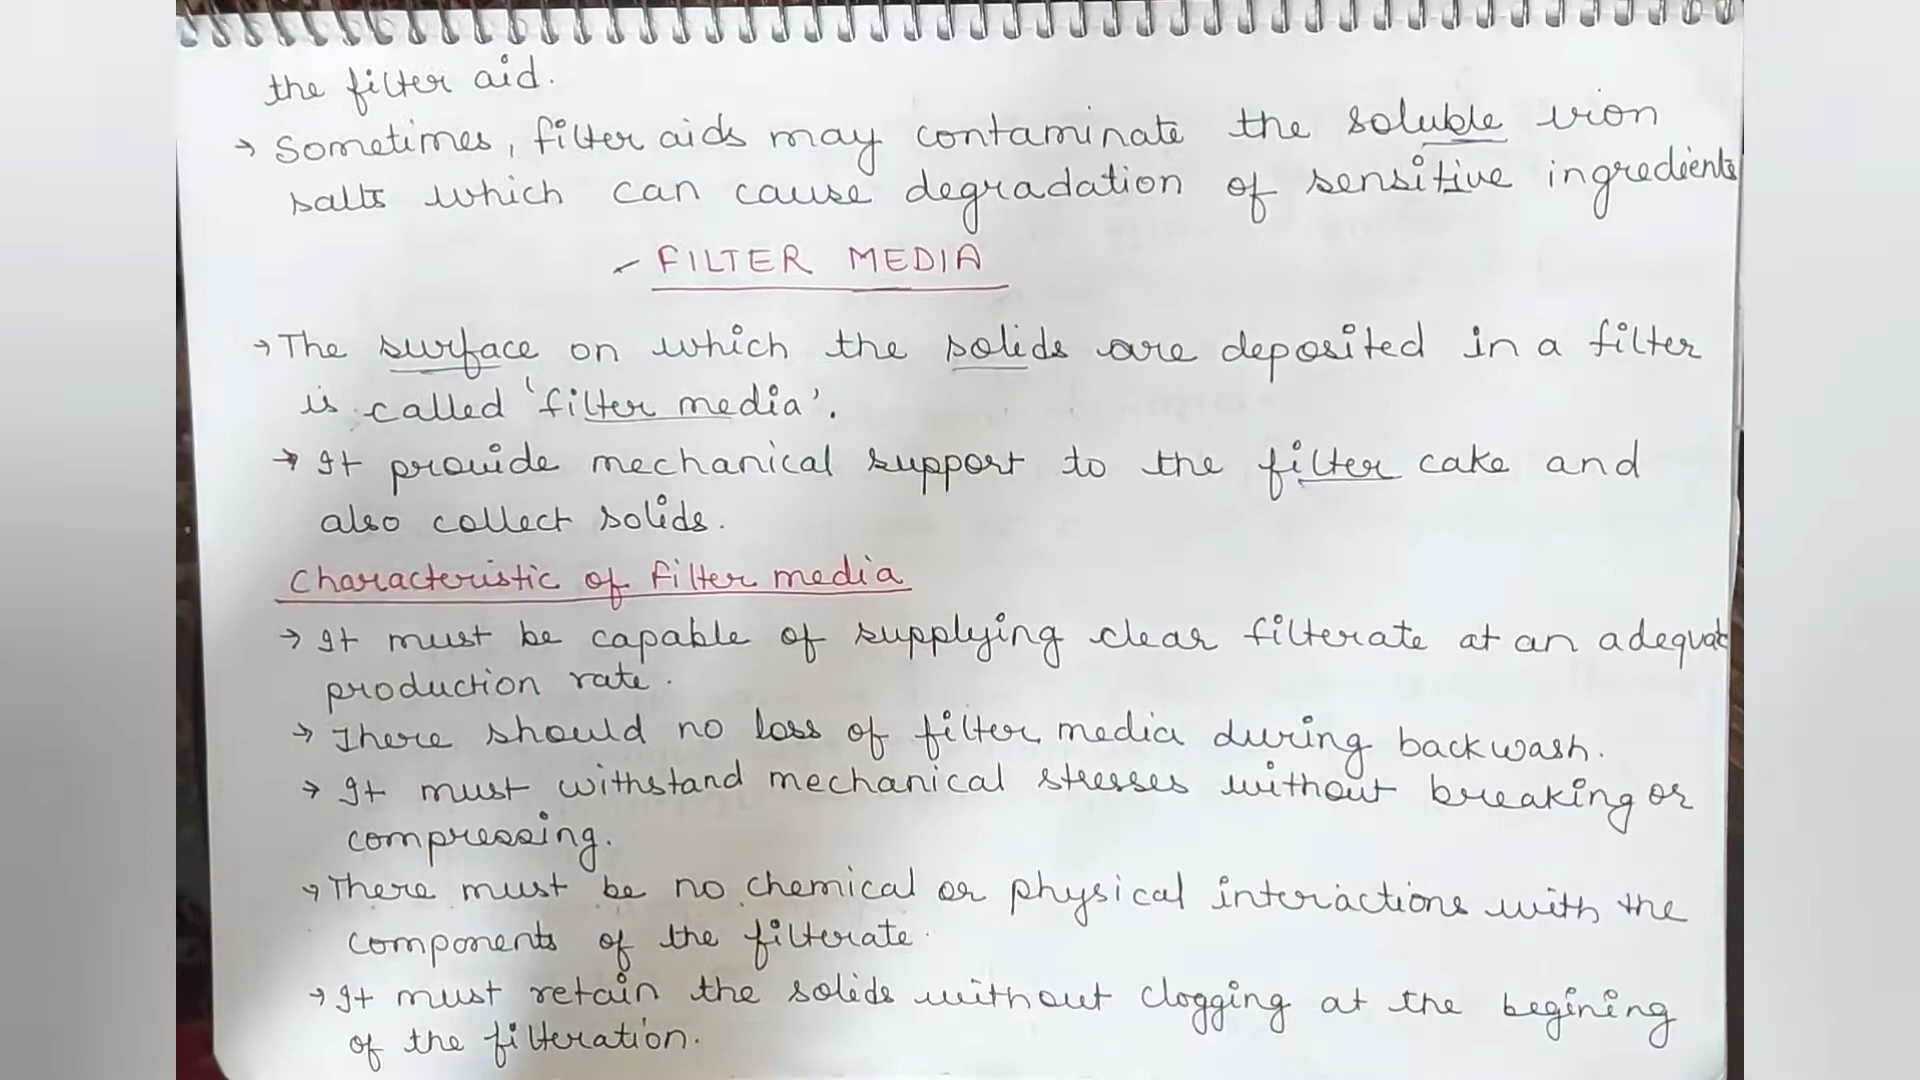 the filter aid.
→ Sometimes, filter aids may contaminate the soluble iron
salts which can cause degradation of sensitive ingredients
FILTER MEDIA
→ The surface on which the solids are deposited in a filter
is called 'filter media'.
→ It provide mechanical support to the filter cake and
also collect solids.
Characteristic of filter media
→ It must be capable of supplying clear filterate at an adequat
production rate.
→ There should no loss of filter media during backwash.
→ It must withstand mechanical stresses without breaking or
compressing.
→ There must be no chemical or physical interactions with the
components of the filterate.
→ It must retain the solids without clogging at the begining
of the filteration.